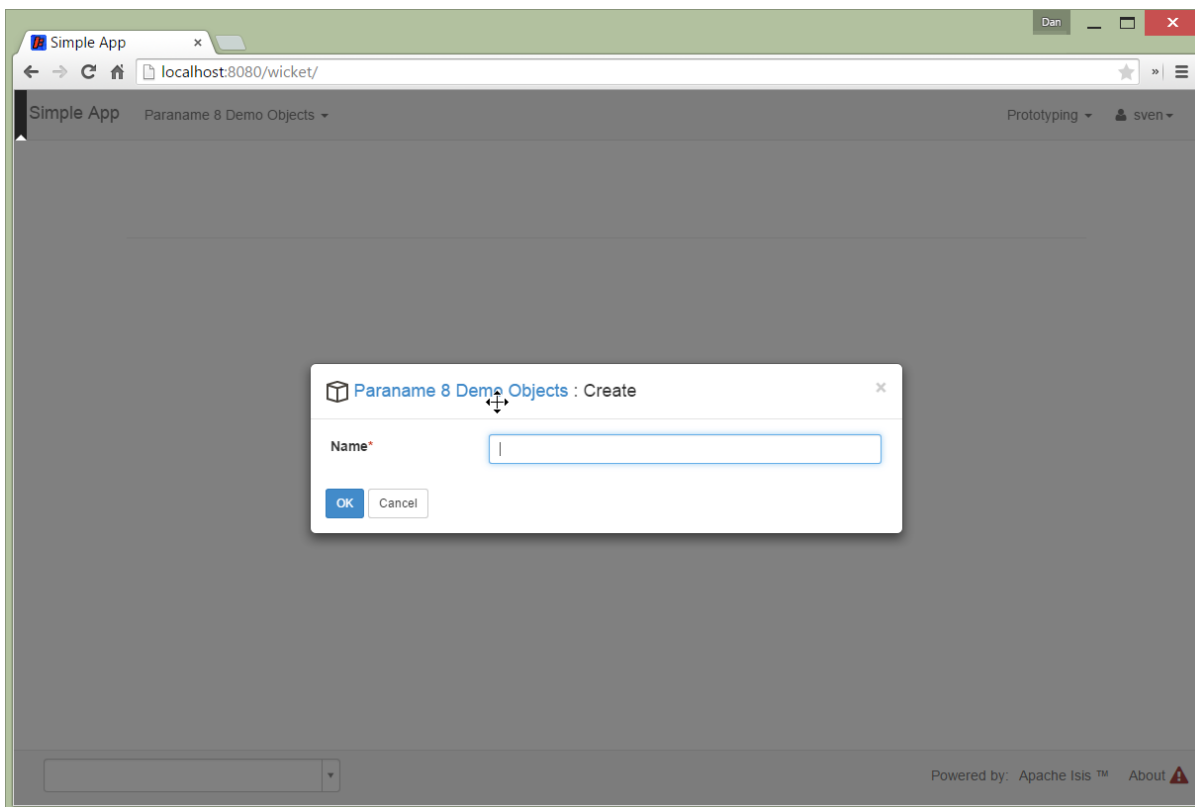 Dan
Simple App
localhost:8080/wicket/
Simple App Paraname 8 Demo Objects Prototyping sven
Paraname 8 Demo Objects : Create
Name*
OK Cancel
Powered by: Apache Isis ™ About